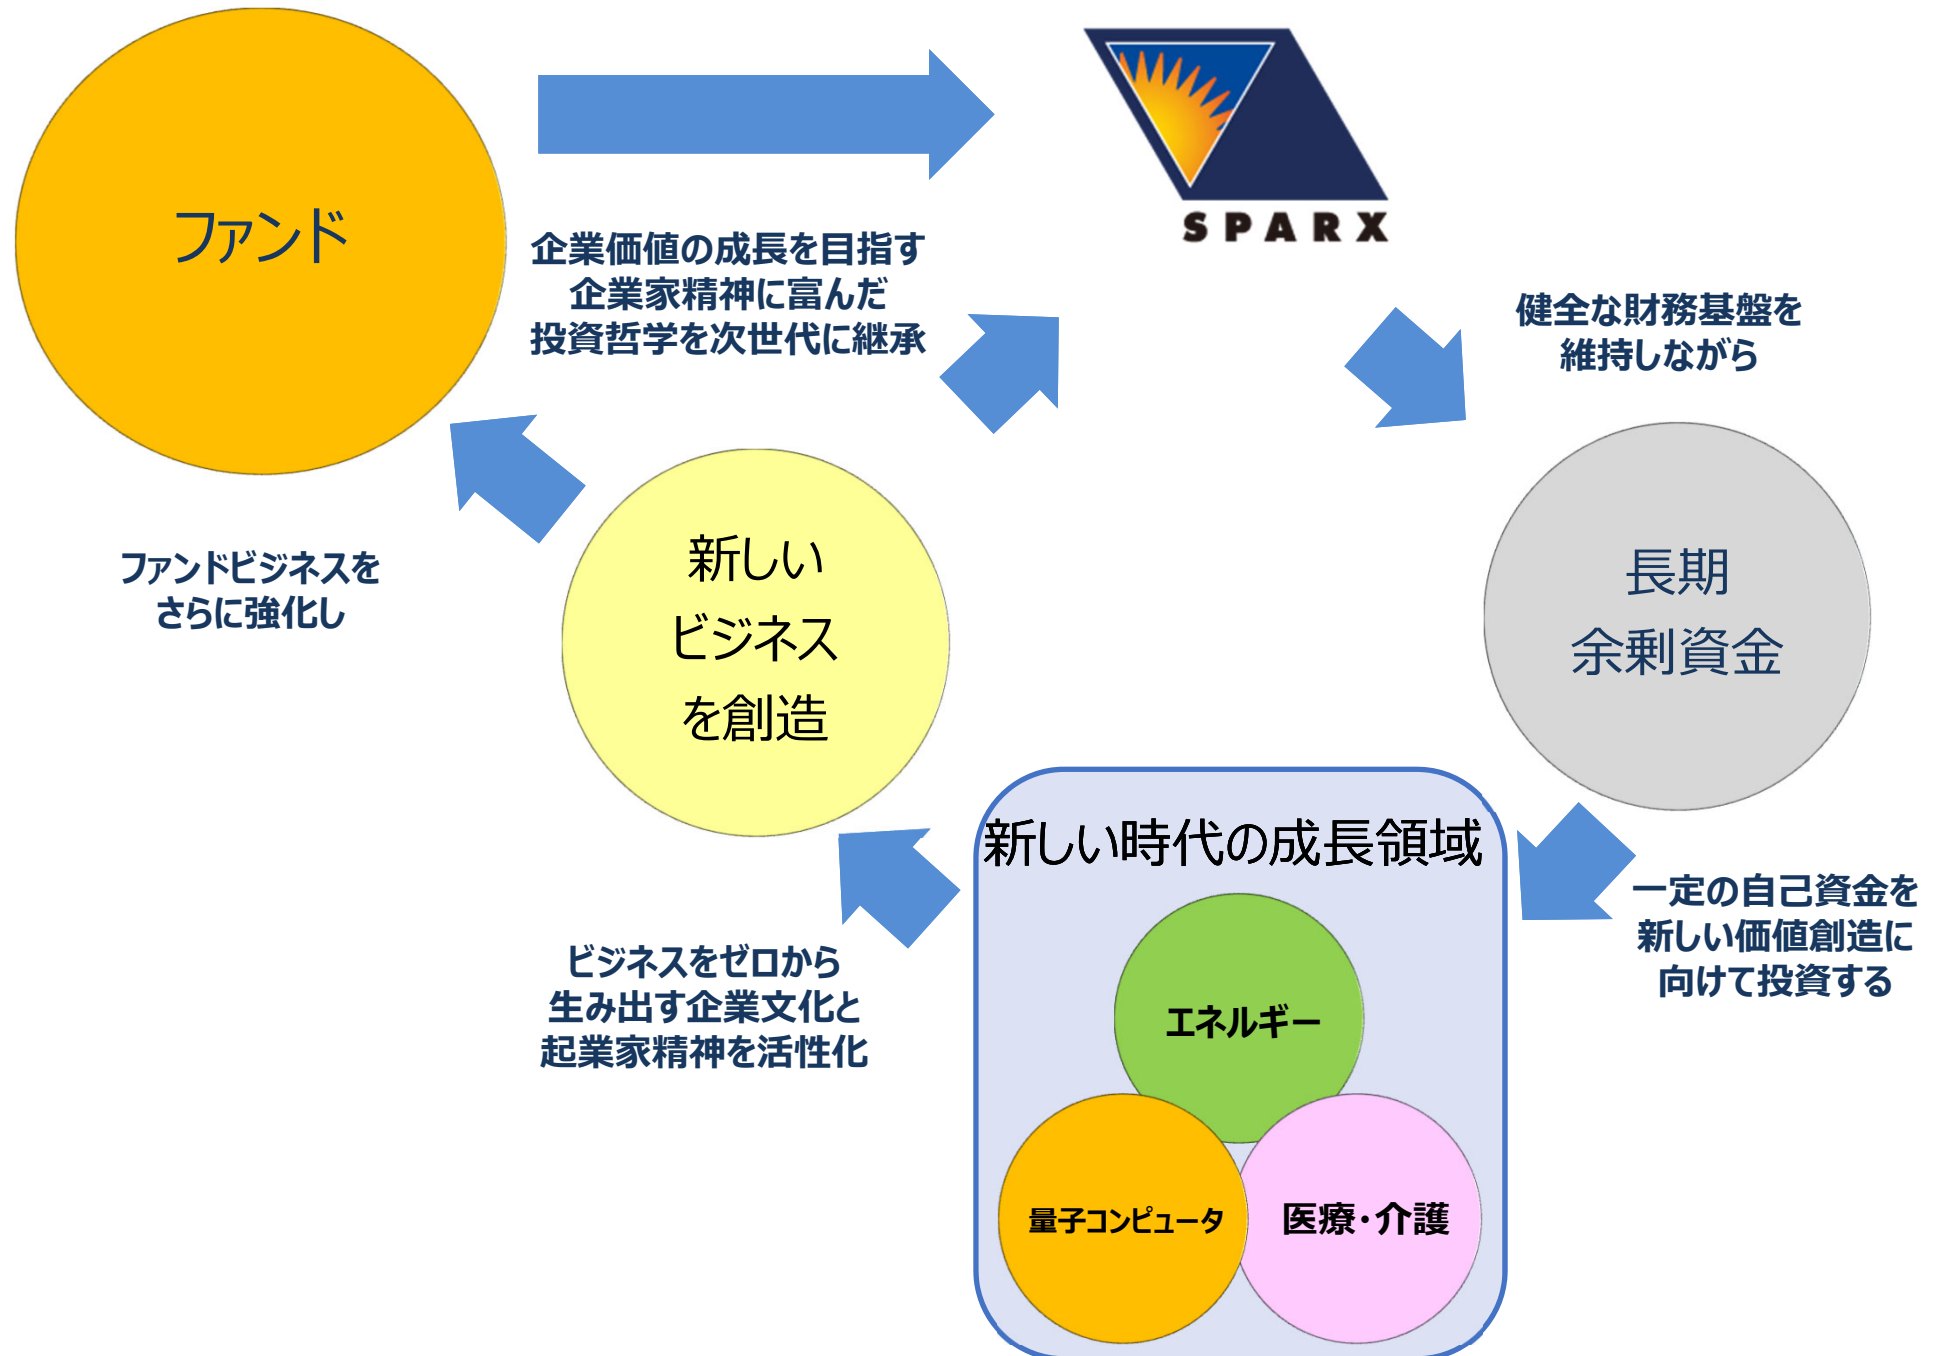 ファンド
SPARX
企業価値の成長を目指す
企業家精神に富んだ
投資哲学を次世代に継承
健全な財務基盤を
維持しながら
ファンドビジネスを
さらに強化し
新しい
ビジネス
を創造
長期
余剰資金
新しい時代の成長領域
一定の自己資金を
新しい価値創造に
向けて投資する
ビジネスをゼロから
生み出す企業文化と
起業家精神を活性化
エネルギー
量子コンピュータ
医療・介護